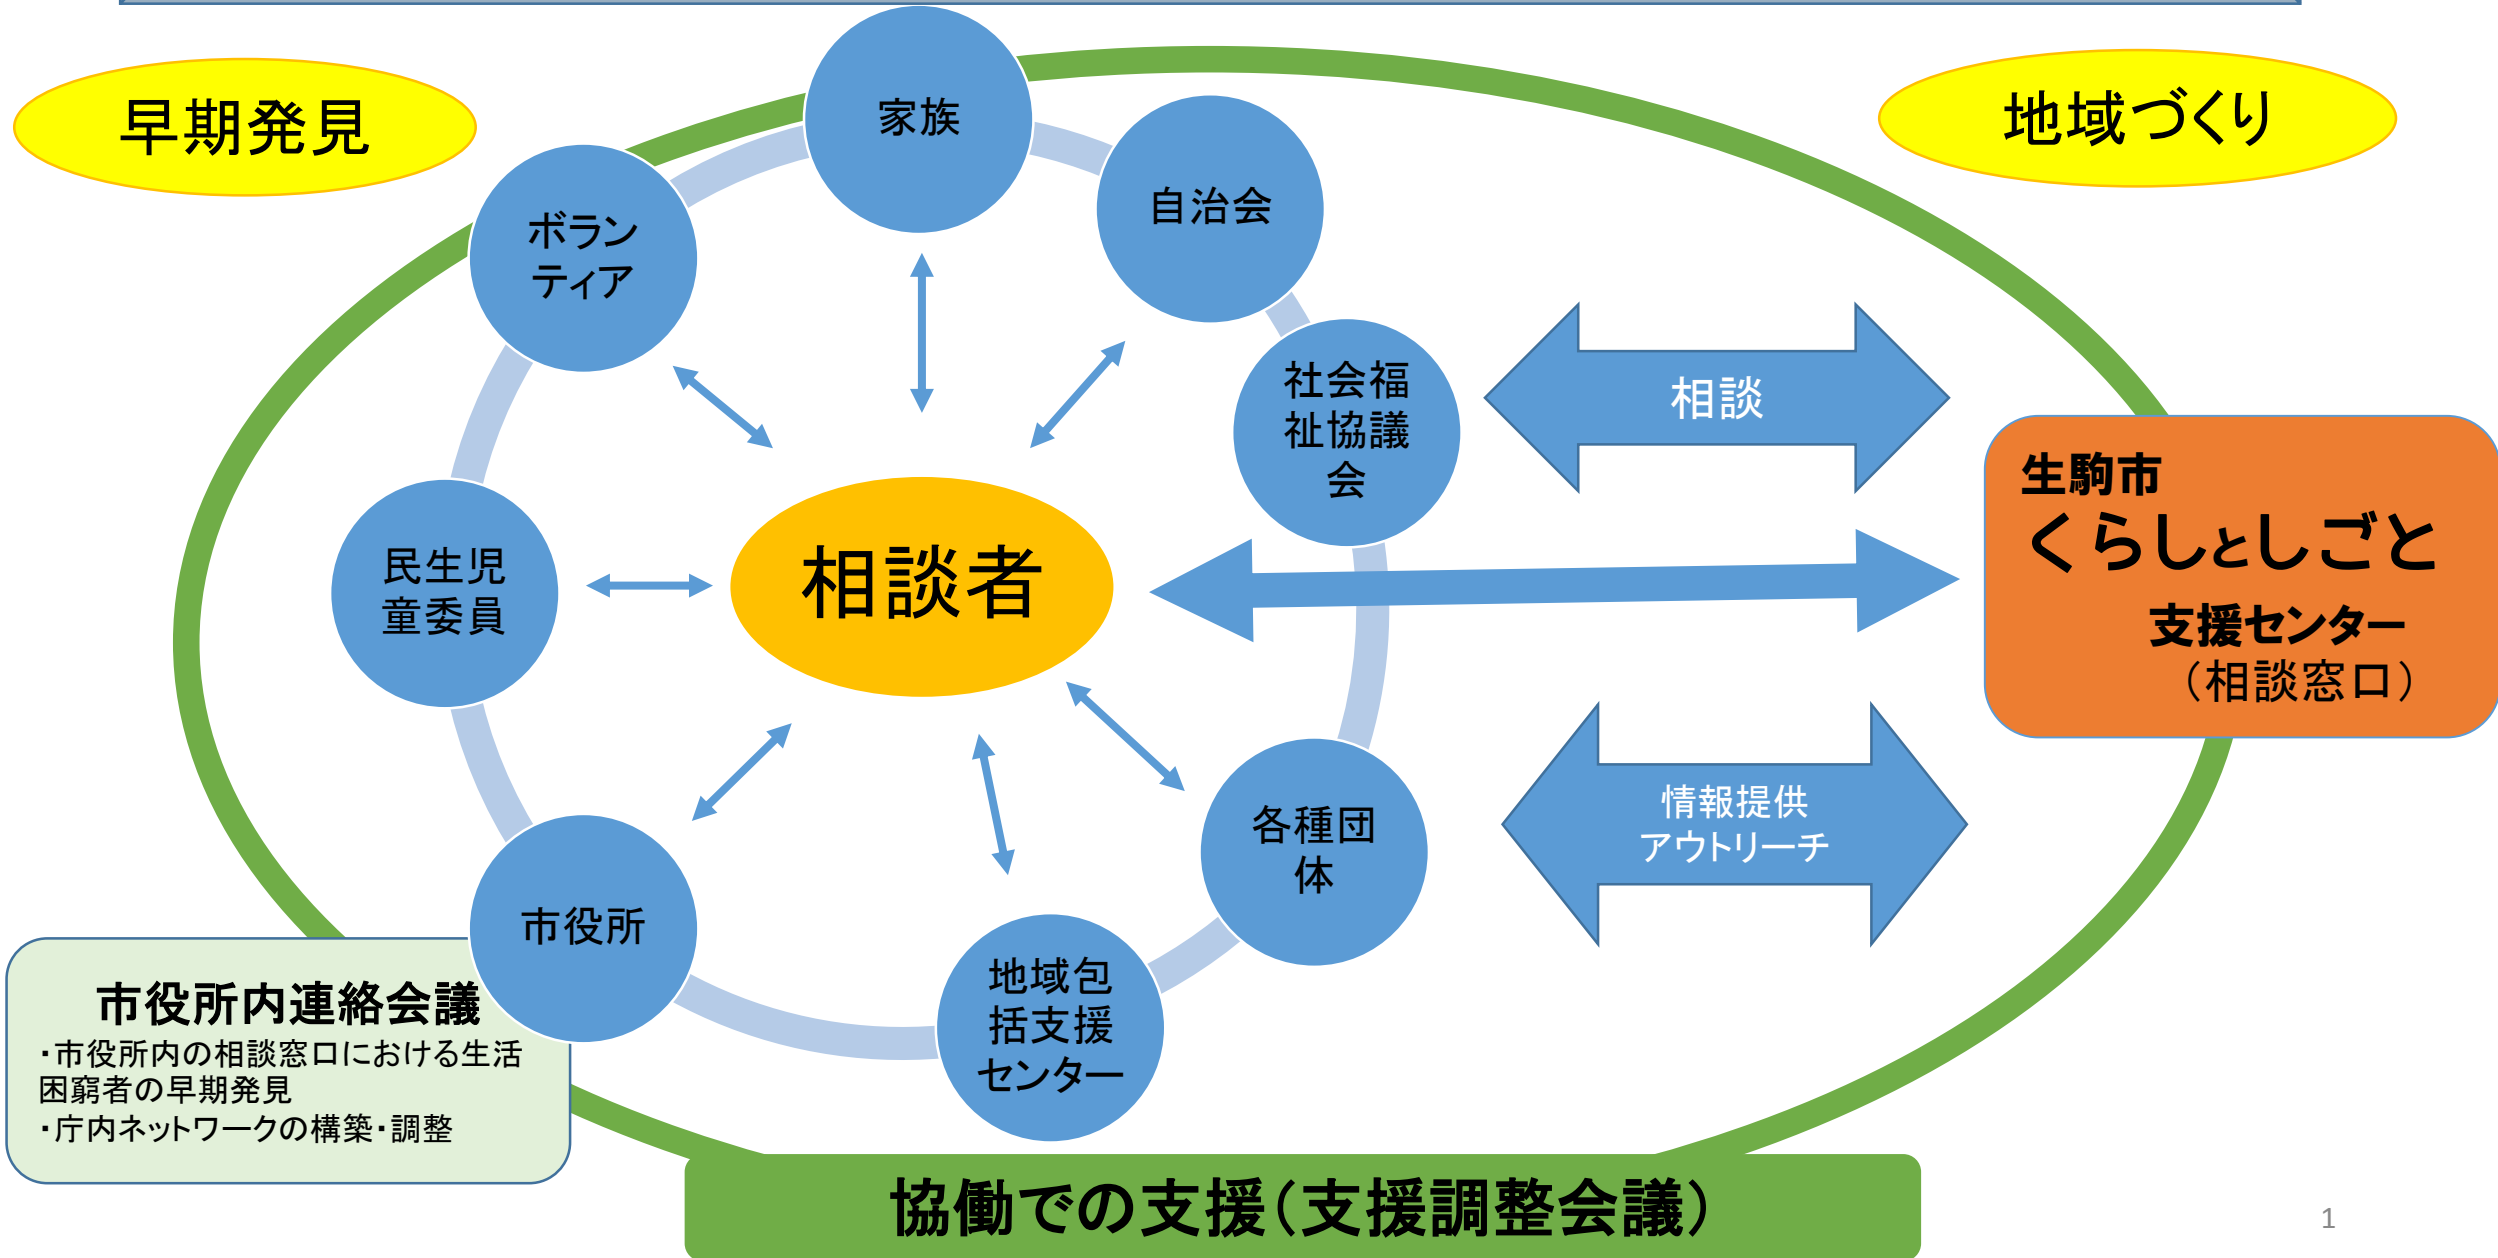 早期発見
地域づくり
家族
自治会
ボラン
ティア
社会福
祉協議
会
相談
生駒市
くらしとしごと
支援センター
（相談窓口）
民生児
童委員
相談者
情報提供
アウトリーチ
各種団
体
市役所
地域包
括支援
センター
市役所内連絡会議
・市役所内の相談窓口における生活
困窮者の早期発見
・庁内ネットワークの構築・調整
協働での支援（支援調整会議）
1